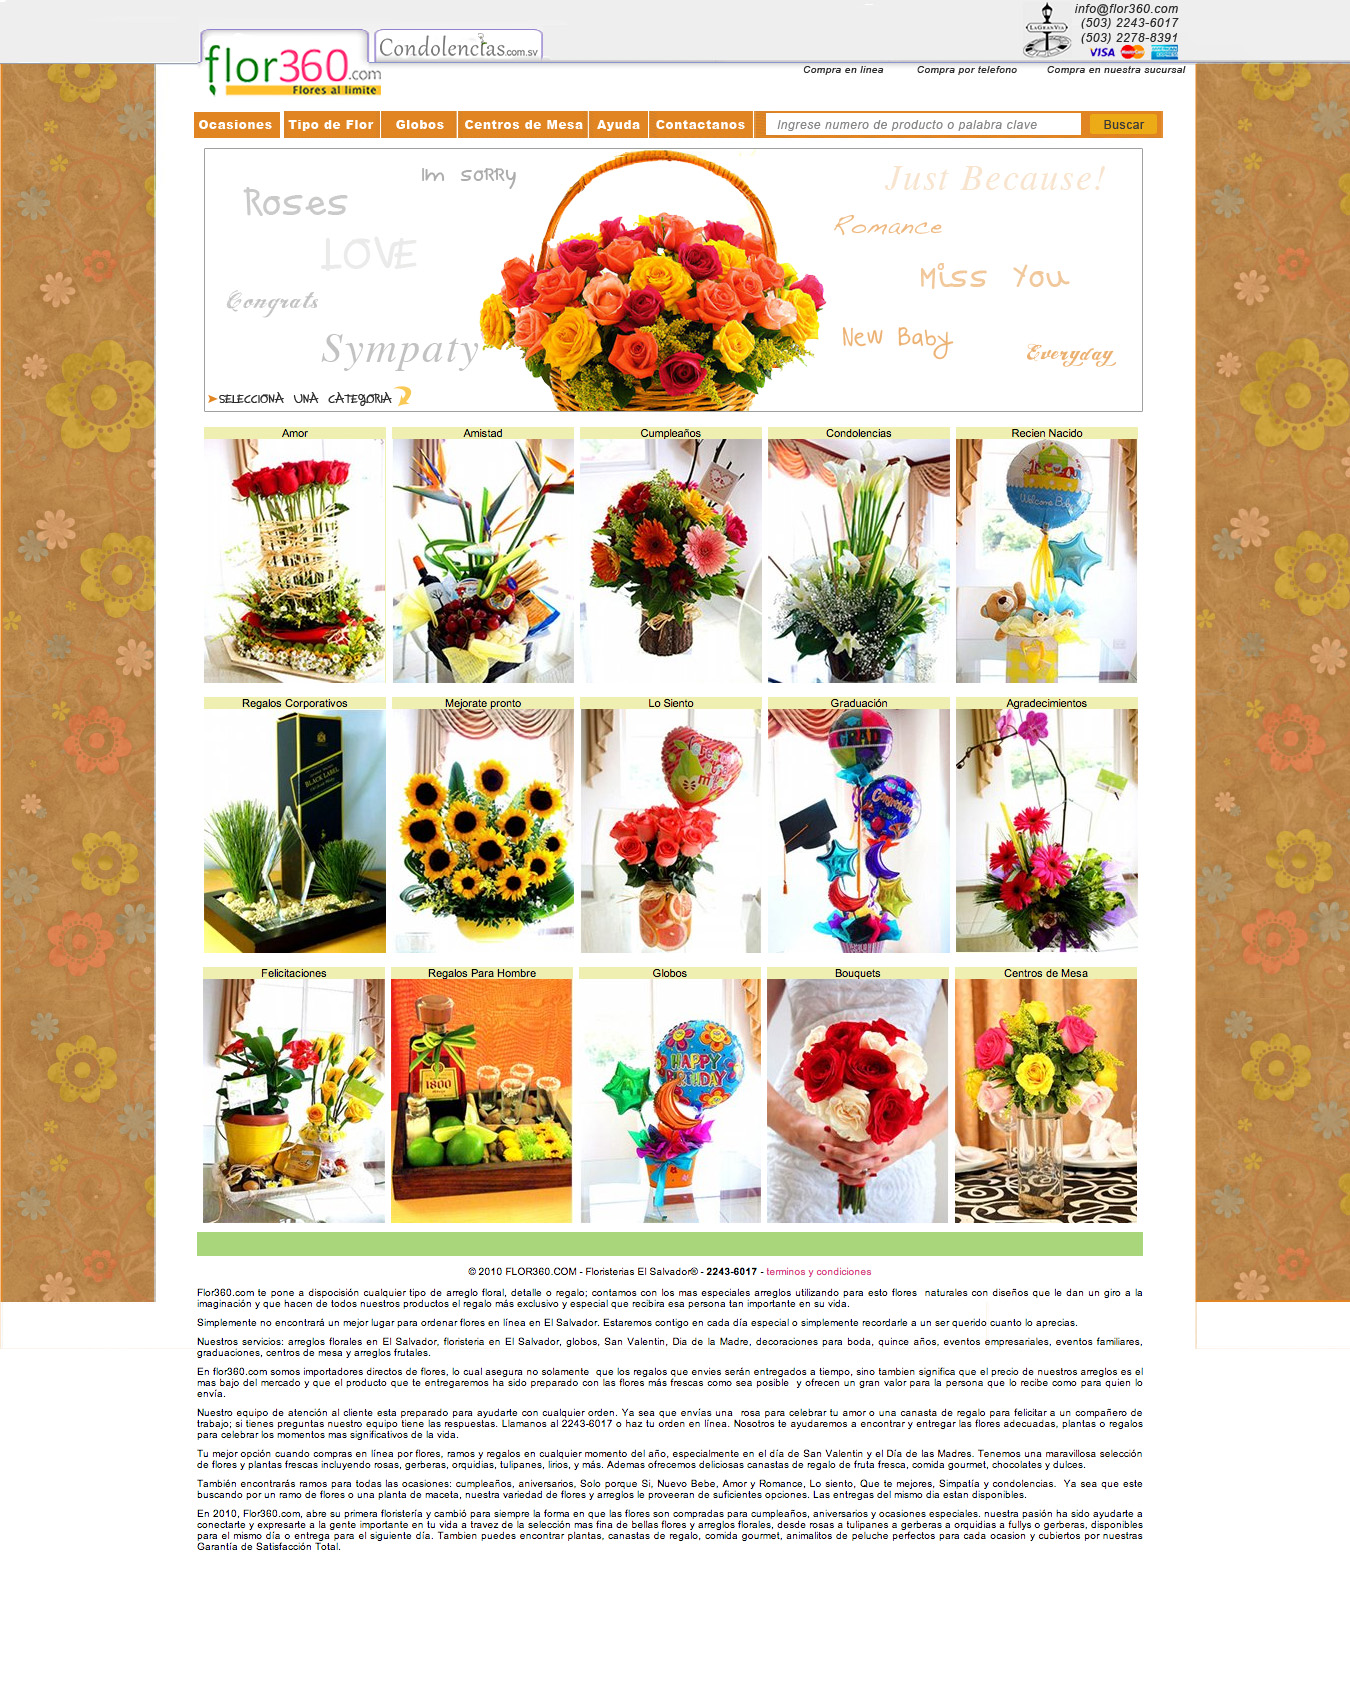 info@flor360.com
(503) 2243-6017
(503) 2278-8391
LA GRAN VIA
VISA MasterCard AMERICAN EXPRESS
flor360.com
Flores al límite
Condolencias.com.sv
Compra en linea Compra por telefono Compra en nuestra sucursal
Ocasiones Tipo de Flor Globos Centros de Mesa Ayuda Contactanos Ingrese numero de producto o palabra clave Buscar
Im sorry
Just Because!
Roses
Romance
LOVE
Miss You
Congrats
Sympaty
New Baby
Everyday
SELECCIONA UNA CATEGORIA
Amor Amistad Cumpleaños Condolencias Recien Nacido
Welcome Baby
Regalos Corporativos Mejorate pronto Lo Siento Graduación Agradecimientos
GRAD
BLACK LABEL
Felicitaciones Regalos Para Hombre Globos Bouquets Centros de Mesa
HAPPY BIRTHDAY
1800
© 2010 FLOR360.COM - Floristerias El Salvador® - 2243-6017 - terminos y condiciones
Flor360.com te pone a disposición cualquier tipo de arreglo floral, detalle o regalo; contamos con los mas especiales arreglos utilizando para esto flores naturales con diseños que le dan un giro a la
imaginación y que hacen de todos nuestros productos el regalo más exclusivo y especial que recibira esa persona tan importante en su vida.
Simplemente no encontrará un mejor lugar para ordenar flores en línea en El Salvador. Estaremos contigo en cada día especial o simplemente recordarle a un ser querido cuanto lo aprecias.
Nuestros servicios: arreglos florales en El Salvador, floristeria en El Salvador, globos, San Valentin, Dia de la Madre, decoraciones para boda, quince años, eventos empresariales, eventos familiares,
graduaciones, centros de mesa y arreglos frutales.
En flor360.com somos importadores directos de flores, lo cual asegura no solamente que los regalos que envies serán entregados a tiempo, sino tambien significa que el precio de nuestros arreglos es el
mas bajo del mercado y que el producto que te entregaremos ha sido preparado con las flores más frescas como sea posible y ofrecen un gran valor para la persona que lo recibe como para quien lo
envía.
Nuestro equipo de atención al cliente esta preparado para ayudarte con cualquier orden. Ya sea que envías una rosa para celebrar tu amor o una canasta de regalo para felicitar a un compañero de
trabajo; si tienes preguntas nuestro equipo tiene las respuestas. Llamanos al 2243-6017 o haz tu orden en línea. Nosotros te ayudaremos a encontrar y entregar las flores adecuadas, plantas o regalos
para celebrar los momentos mas significativos de la vida.
Tu mejor opción cuando compras en línea por flores, ramos y regalos en cualquier momento del año, especialmente en el día de San Valentin y el Día de las Madres. Tenemos una maravillosa selección
de flores y plantas frescas incluyendo rosas, gerberas, orquidias, tulipanes, lirios, y más. Ademas ofrecemos deliciosas canastas de regalo de fruta fresca, comida gourmet, chocolates y dulces.
También encontrarás ramos para todas las ocasiones: cumpleaños, aniversarios, Solo porque Si, Nuevo Bebe, Amor y Romance, Lo siento, Que te mejores, Simpatía y condolencias. Ya sea que este
buscando por un ramo de flores o una planta de maceta, nuestra variedad de flores y arreglos le proveeran de suficientes opciones. Las entregas del mismo dia estan disponibles.
En 2010, Flor360.com, abre su primera floristería y cambió para siempre la forma en que las flores son compradas para cumpleaños, aniversarios y ocasiones especiales. nuestra pasión ha sido ayudarte a
conectarte y expresarte a la gente importante en tu vida a travez de la selección mas fina de bellas flores y arreglos florales, desde rosas a tulipanes a gerberas a orquidias a fullys o gerberas, disponibles
para el mismo día o entrega para el siguiente día. Tambien puedes encontrar plantas, canastas de regalo, comida gourmet, animalitos de peluche perfectos para cada ocasion y cubiertos por nuestras
Garantía de Satisfacción Total.